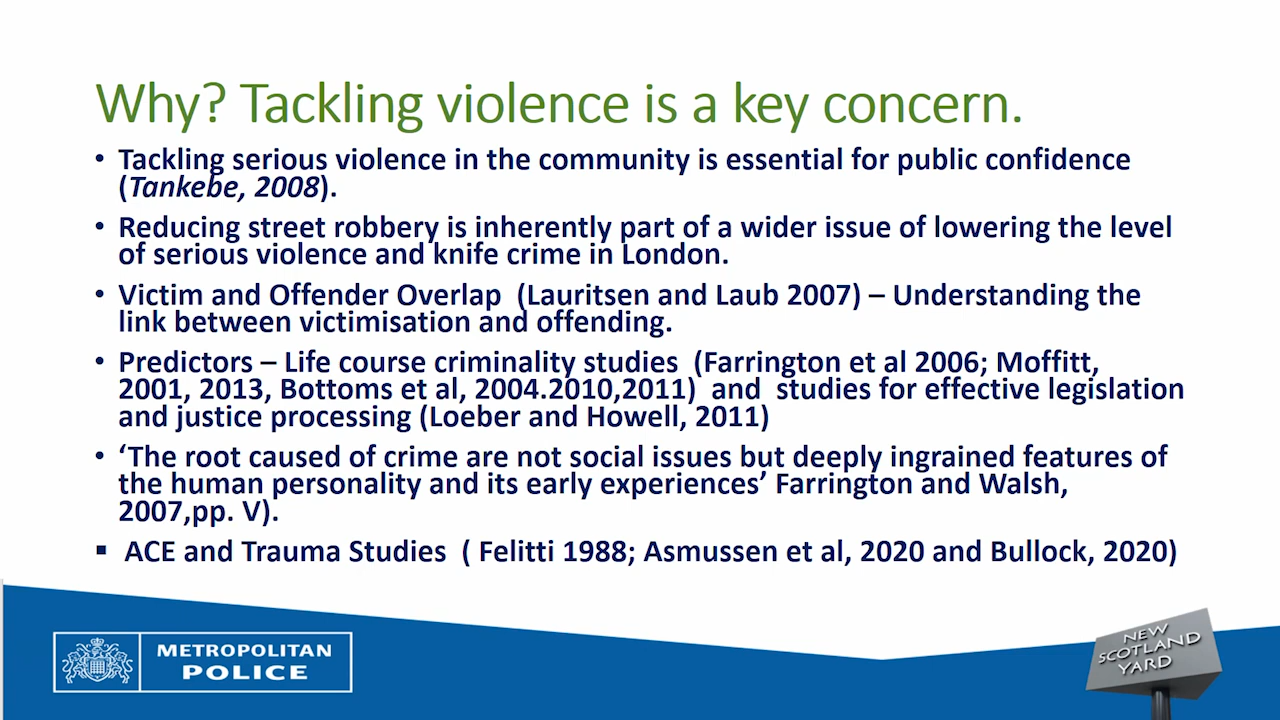 Why? Tackling violence is a key concern.
• Tackling serious violence in the community is essential for public confidence
(Tankebe, 2008).
• Reducing street robbery is inherently part of a wider issue of lowering the level
of serious violence and knife crime in London.
• Victim and Offender Overlap (Lauritsen and Laub 2007) – Understanding the
link between victimisation and offending.
• Predictors – Life course criminality studies (Farrington et al 2006; Moffitt,
2001, 2013, Bottoms et al, 2004.2010,2011) and studies for effective legislation
and justice processing (Loeber and Howell, 2011)
• ‘The root caused of crime are not social issues but deeply ingrained features of
the human personality and its early experiences’ Farrington and Walsh,
2007,pp. V).
▪ ACE and Trauma Studies ( Felitti 1988; Asmussen et al, 2020 and Bullock, 2020)
METROPOLITAN
POLICE
NEW
SCOTLAND
YARD